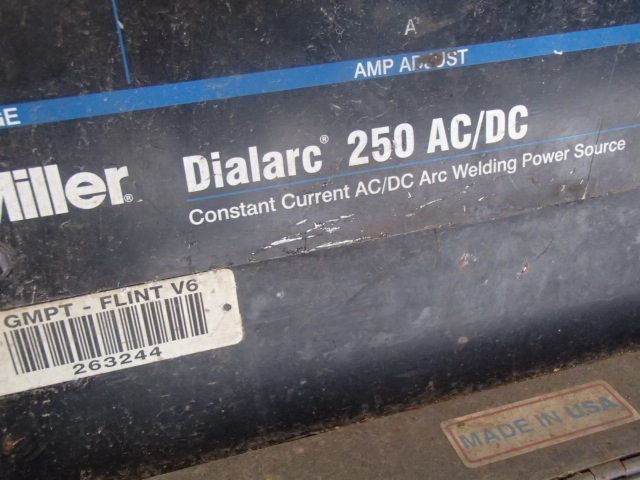 A
AMP ADJUST
GE
Miller®
Dialarc® 250 AC/DC
Constant Current AC/DC Arc Welding Power Source
GMPT - FLINT V6
263244
MADE IN USA